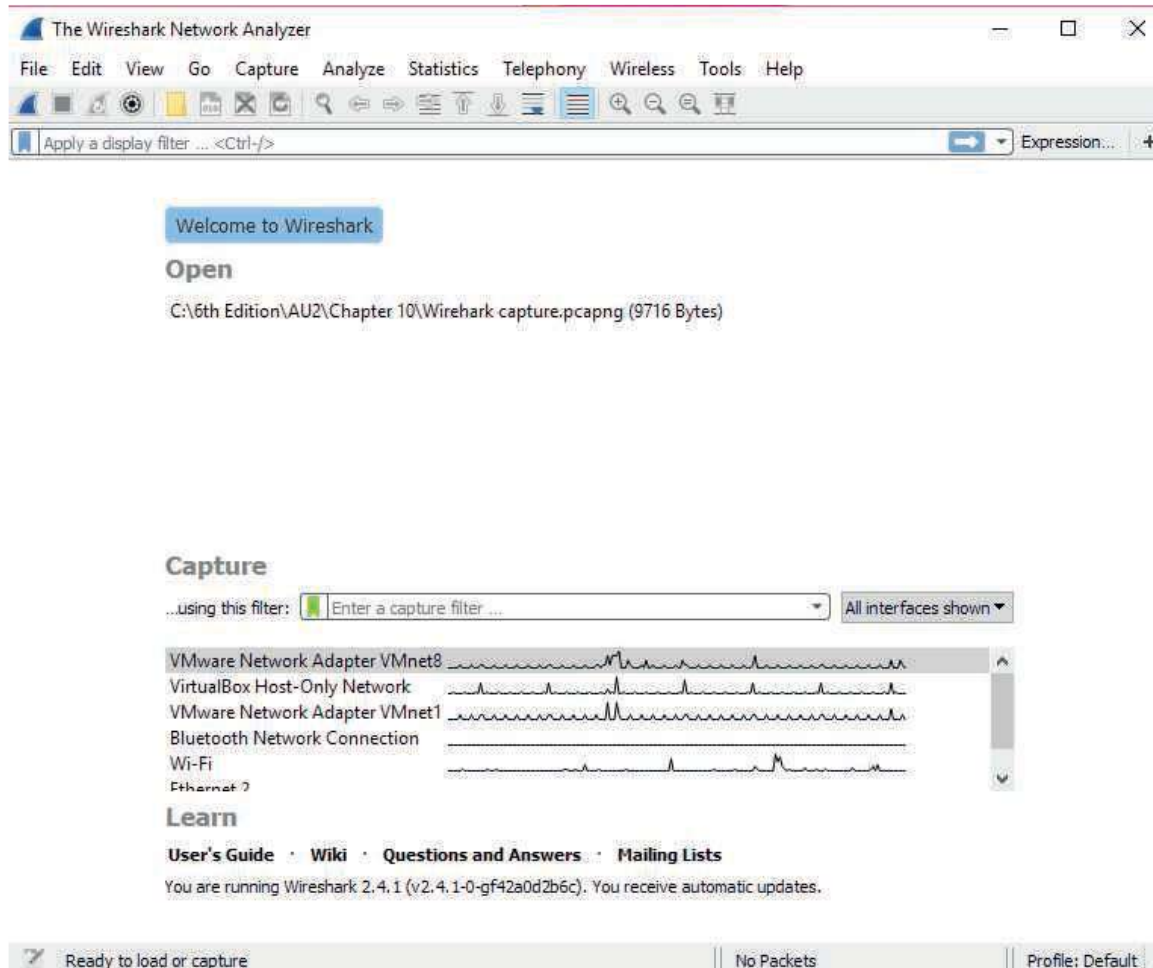 The Wireshark Network Analyzer
File Edit View Go Capture Analyze Statistics Telephony Wireless Tools Help
Apply a display filter ... <Ctrl-/> Expression... +
Welcome to Wireshark
Open
C:\6th Edition\AU2\Chapter 10\Wirehark capture.pcapng (9716 Bytes)
Capture
...using this filter: Enter a capture filter ... All interfaces shown
VMware Network Adapter VMnet8
VirtualBox Host-Only Network
VMware Network Adapter VMnet1
Bluetooth Network Connection
Wi-Fi
Ethernet 2
Learn
User's Guide · Wiki · Questions and Answers · Mailing Lists
You are running Wireshark 2.4.1 (v2.4.1-0-gf42a0d2b6c). You receive automatic updates.
Ready to load or capture No Packets Profile: Default